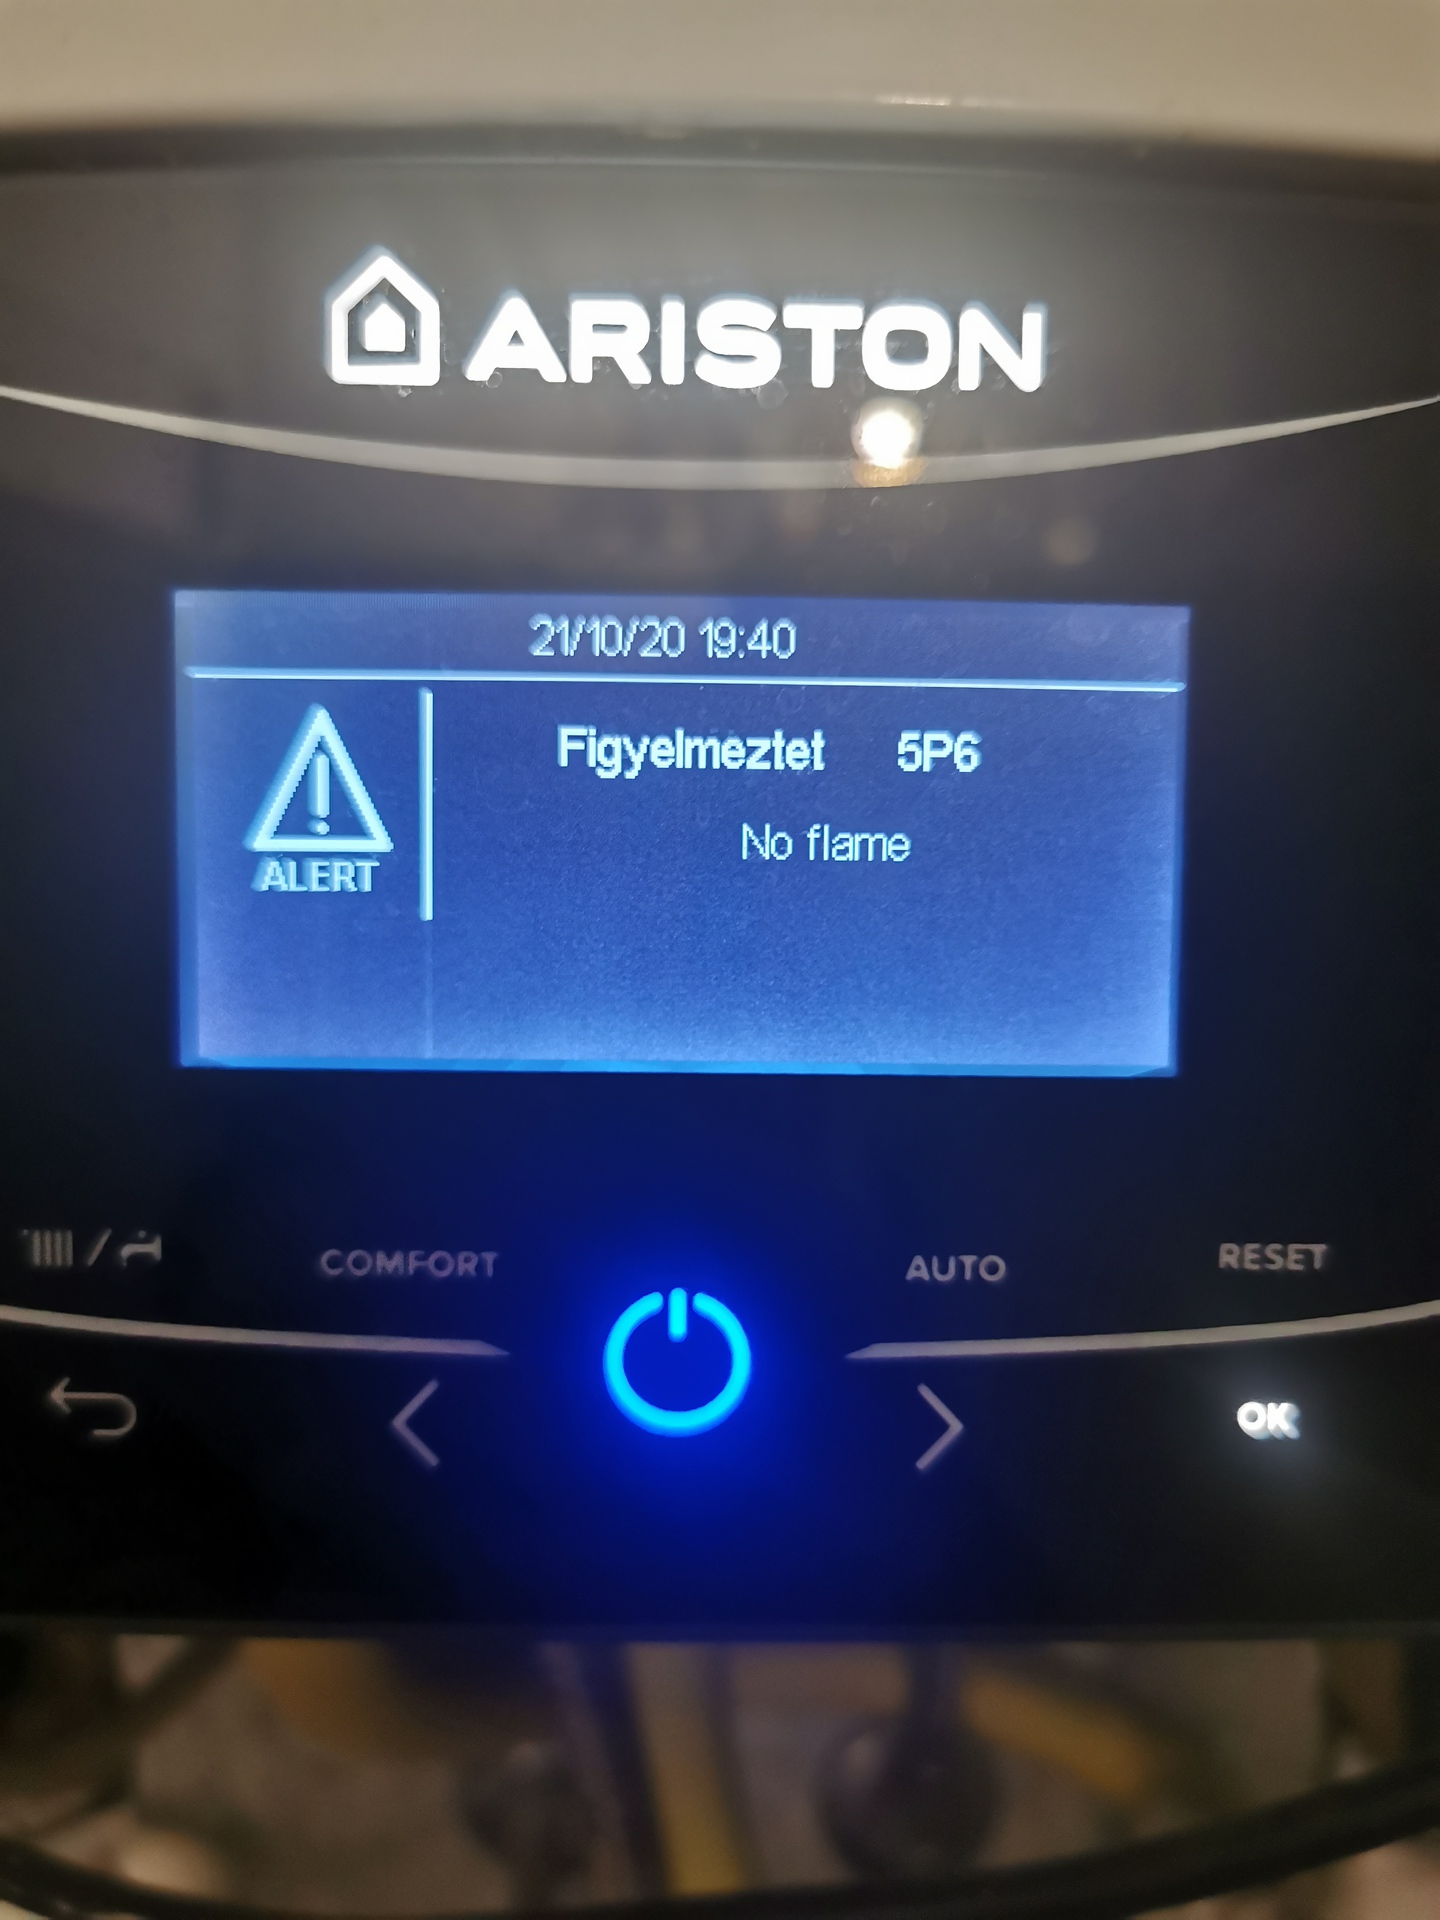 ARISTON
21/10/20 19:40
Figyelmeztet 5P6
No flame
ALERT
COMFORT
AUTO
RESET
OK